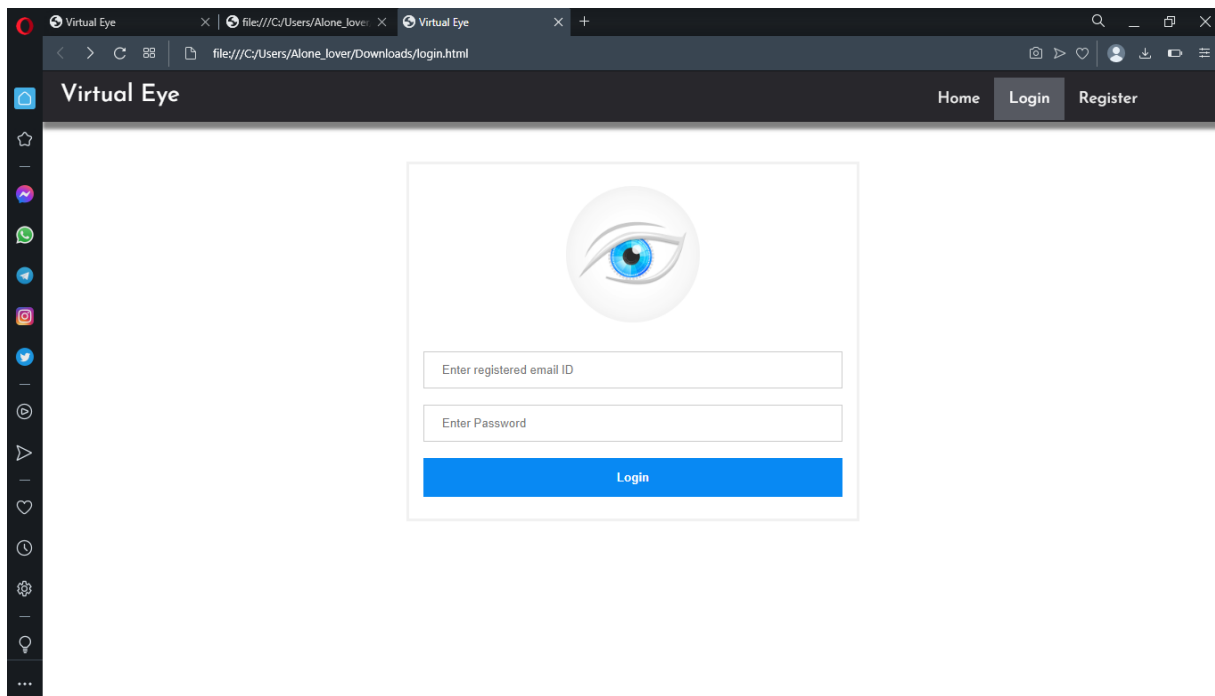 Virtual Eye
file:///C:/Users/Alone_lover
Virtual Eye
file:///C:/Users/Alone_lover/Downloads/login.html
Virtual Eye
Home Login Register
Enter registered email ID
Enter Password
Login